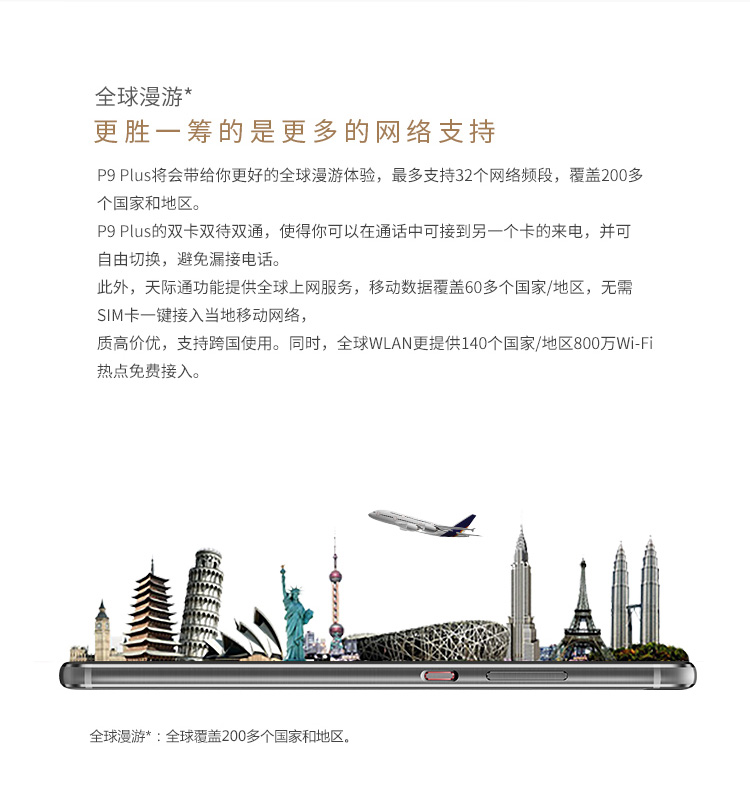 全球漫游*
更胜一筹的是更多的网络支持
P9 Plus将会带给你更好的全球漫游体验，最多支持32个网络频段，覆盖200多
个国家和地区。
P9 Plus的双卡双待双通，使得你可以在通话中可接到另一个卡的来电，并可
自由切换，避免漏接电话。
此外，天际通功能提供全球上网服务，移动数据覆盖60多个国家/地区，无需
SIM卡一键接入当地移动网络，
质高价优，支持跨国使用。同时，全球WLAN更提供140个国家/地区800万Wi-Fi
热点免费接入。
全球漫游*：全球覆盖200多个国家和地区。